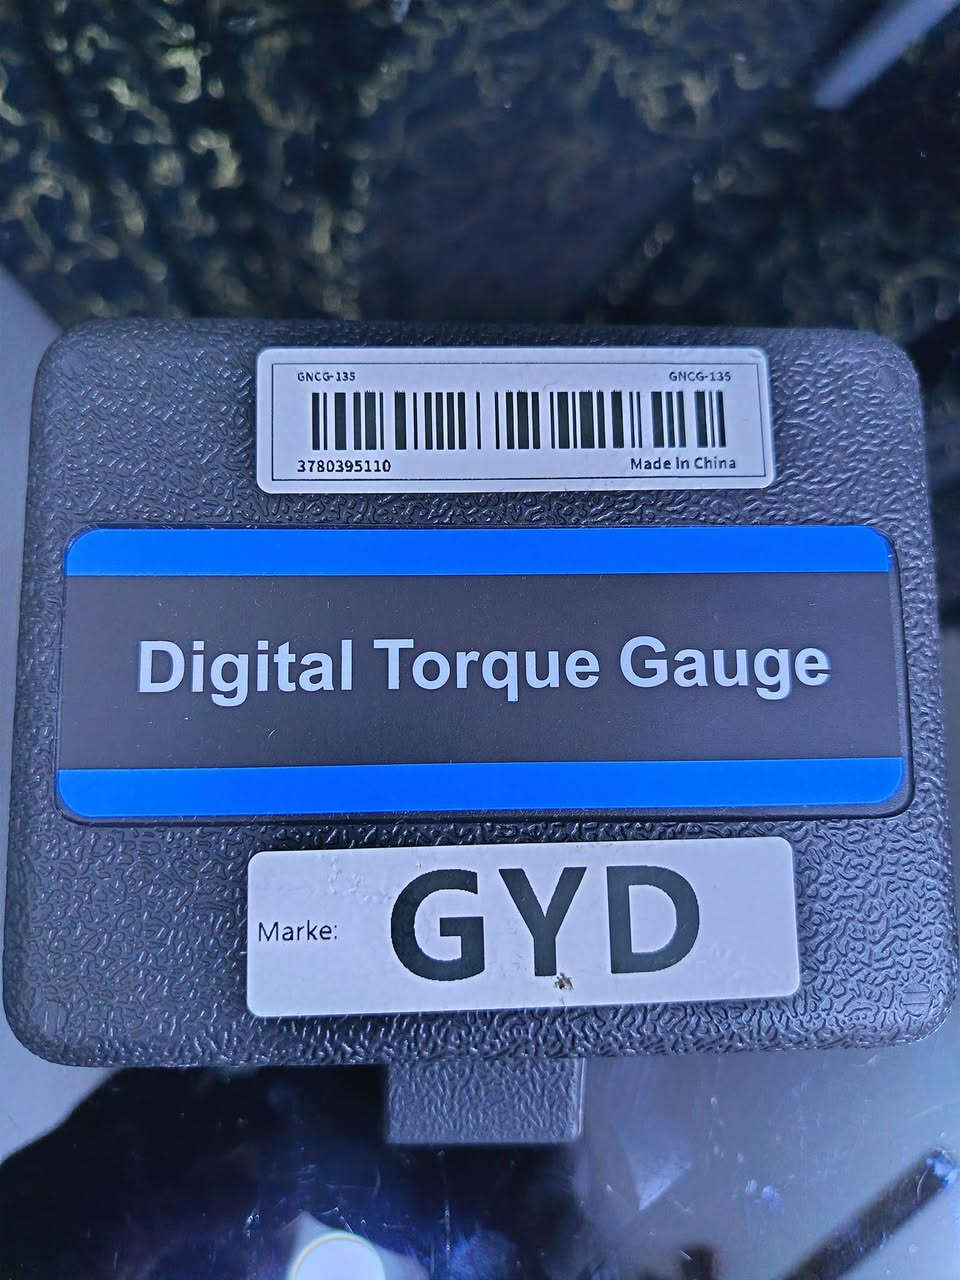 GNCG-135 GNCG-135
3780395110 Made In China
Digital Torque Gauge
Marke: GYD